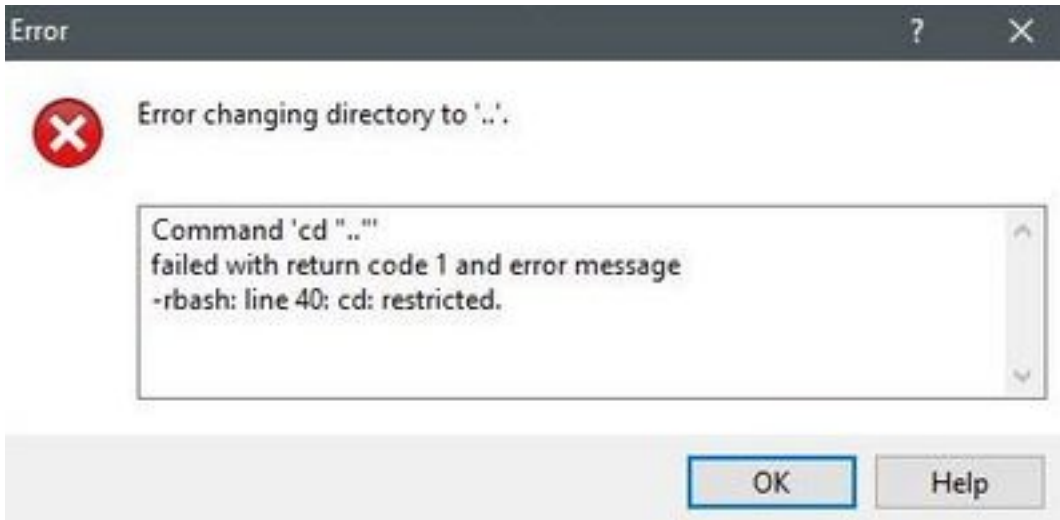 Error
?
Error changing directory to '..'.
Command 'cd ".."'
failed with return code 1 and error message
-rbash: line 40: cd: restricted.
OK
Help